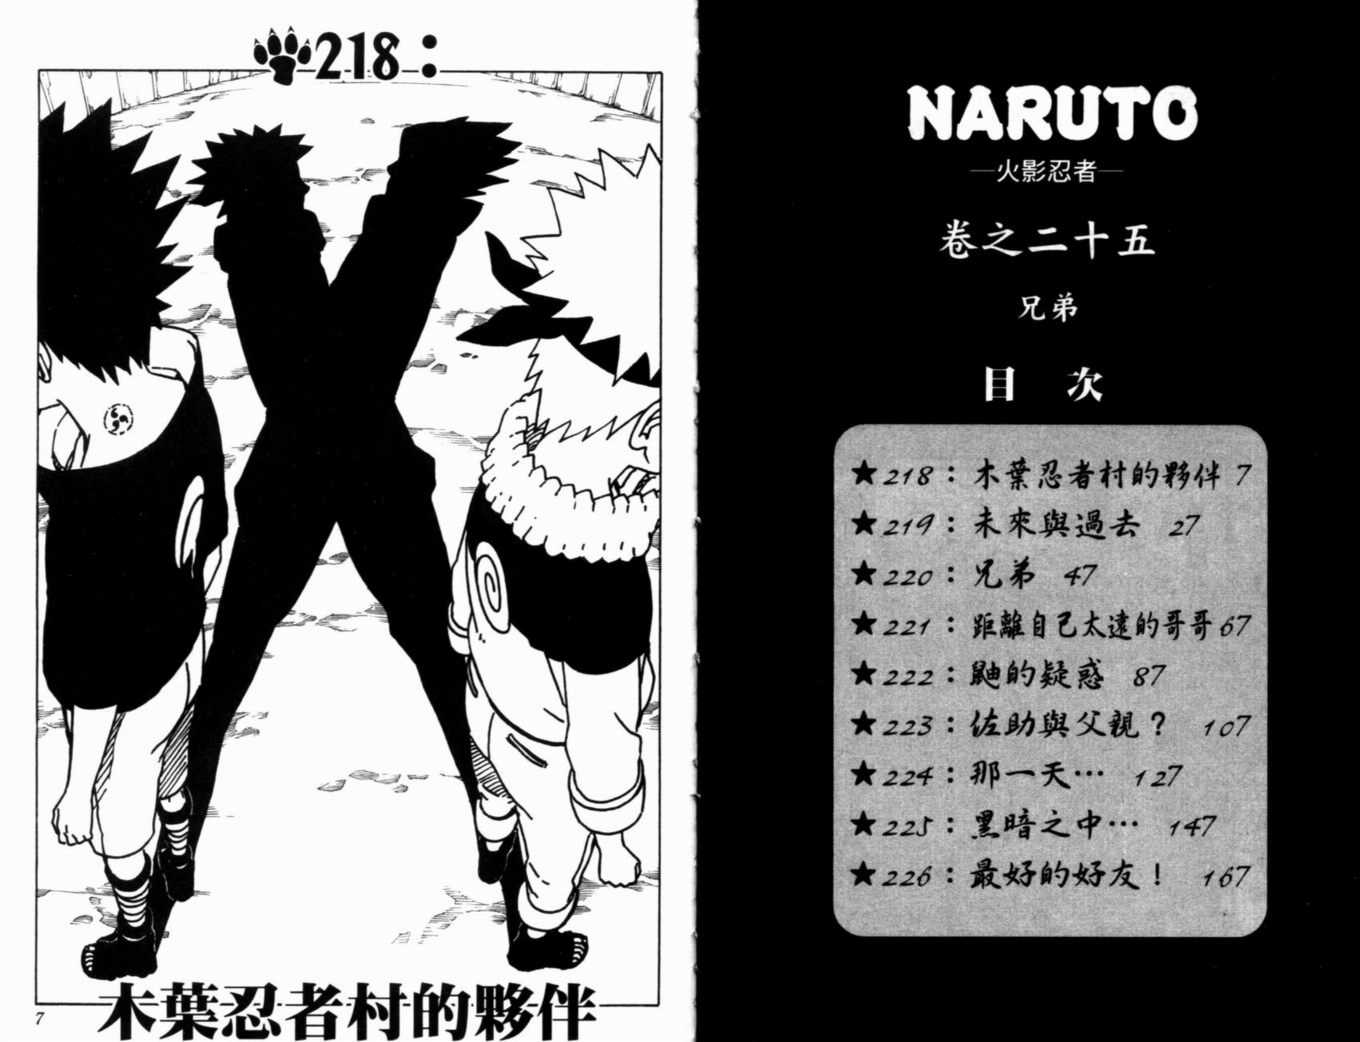 NARUTO
—火影忍者—
卷之二十五
兄弟
目 次
★218：木葉忍者村的夥伴 7
★219：未來與過去 27
★220：兄弟 47
★221：距離自己太遠的哥哥 67
★222：鼬的疑惑 87
★223：佐助與父親？ 107
★224：那一天… 127
★225：黑暗之中… 147
★226：最好的好友！ 167
218：
木葉忍者村的夥伴
7